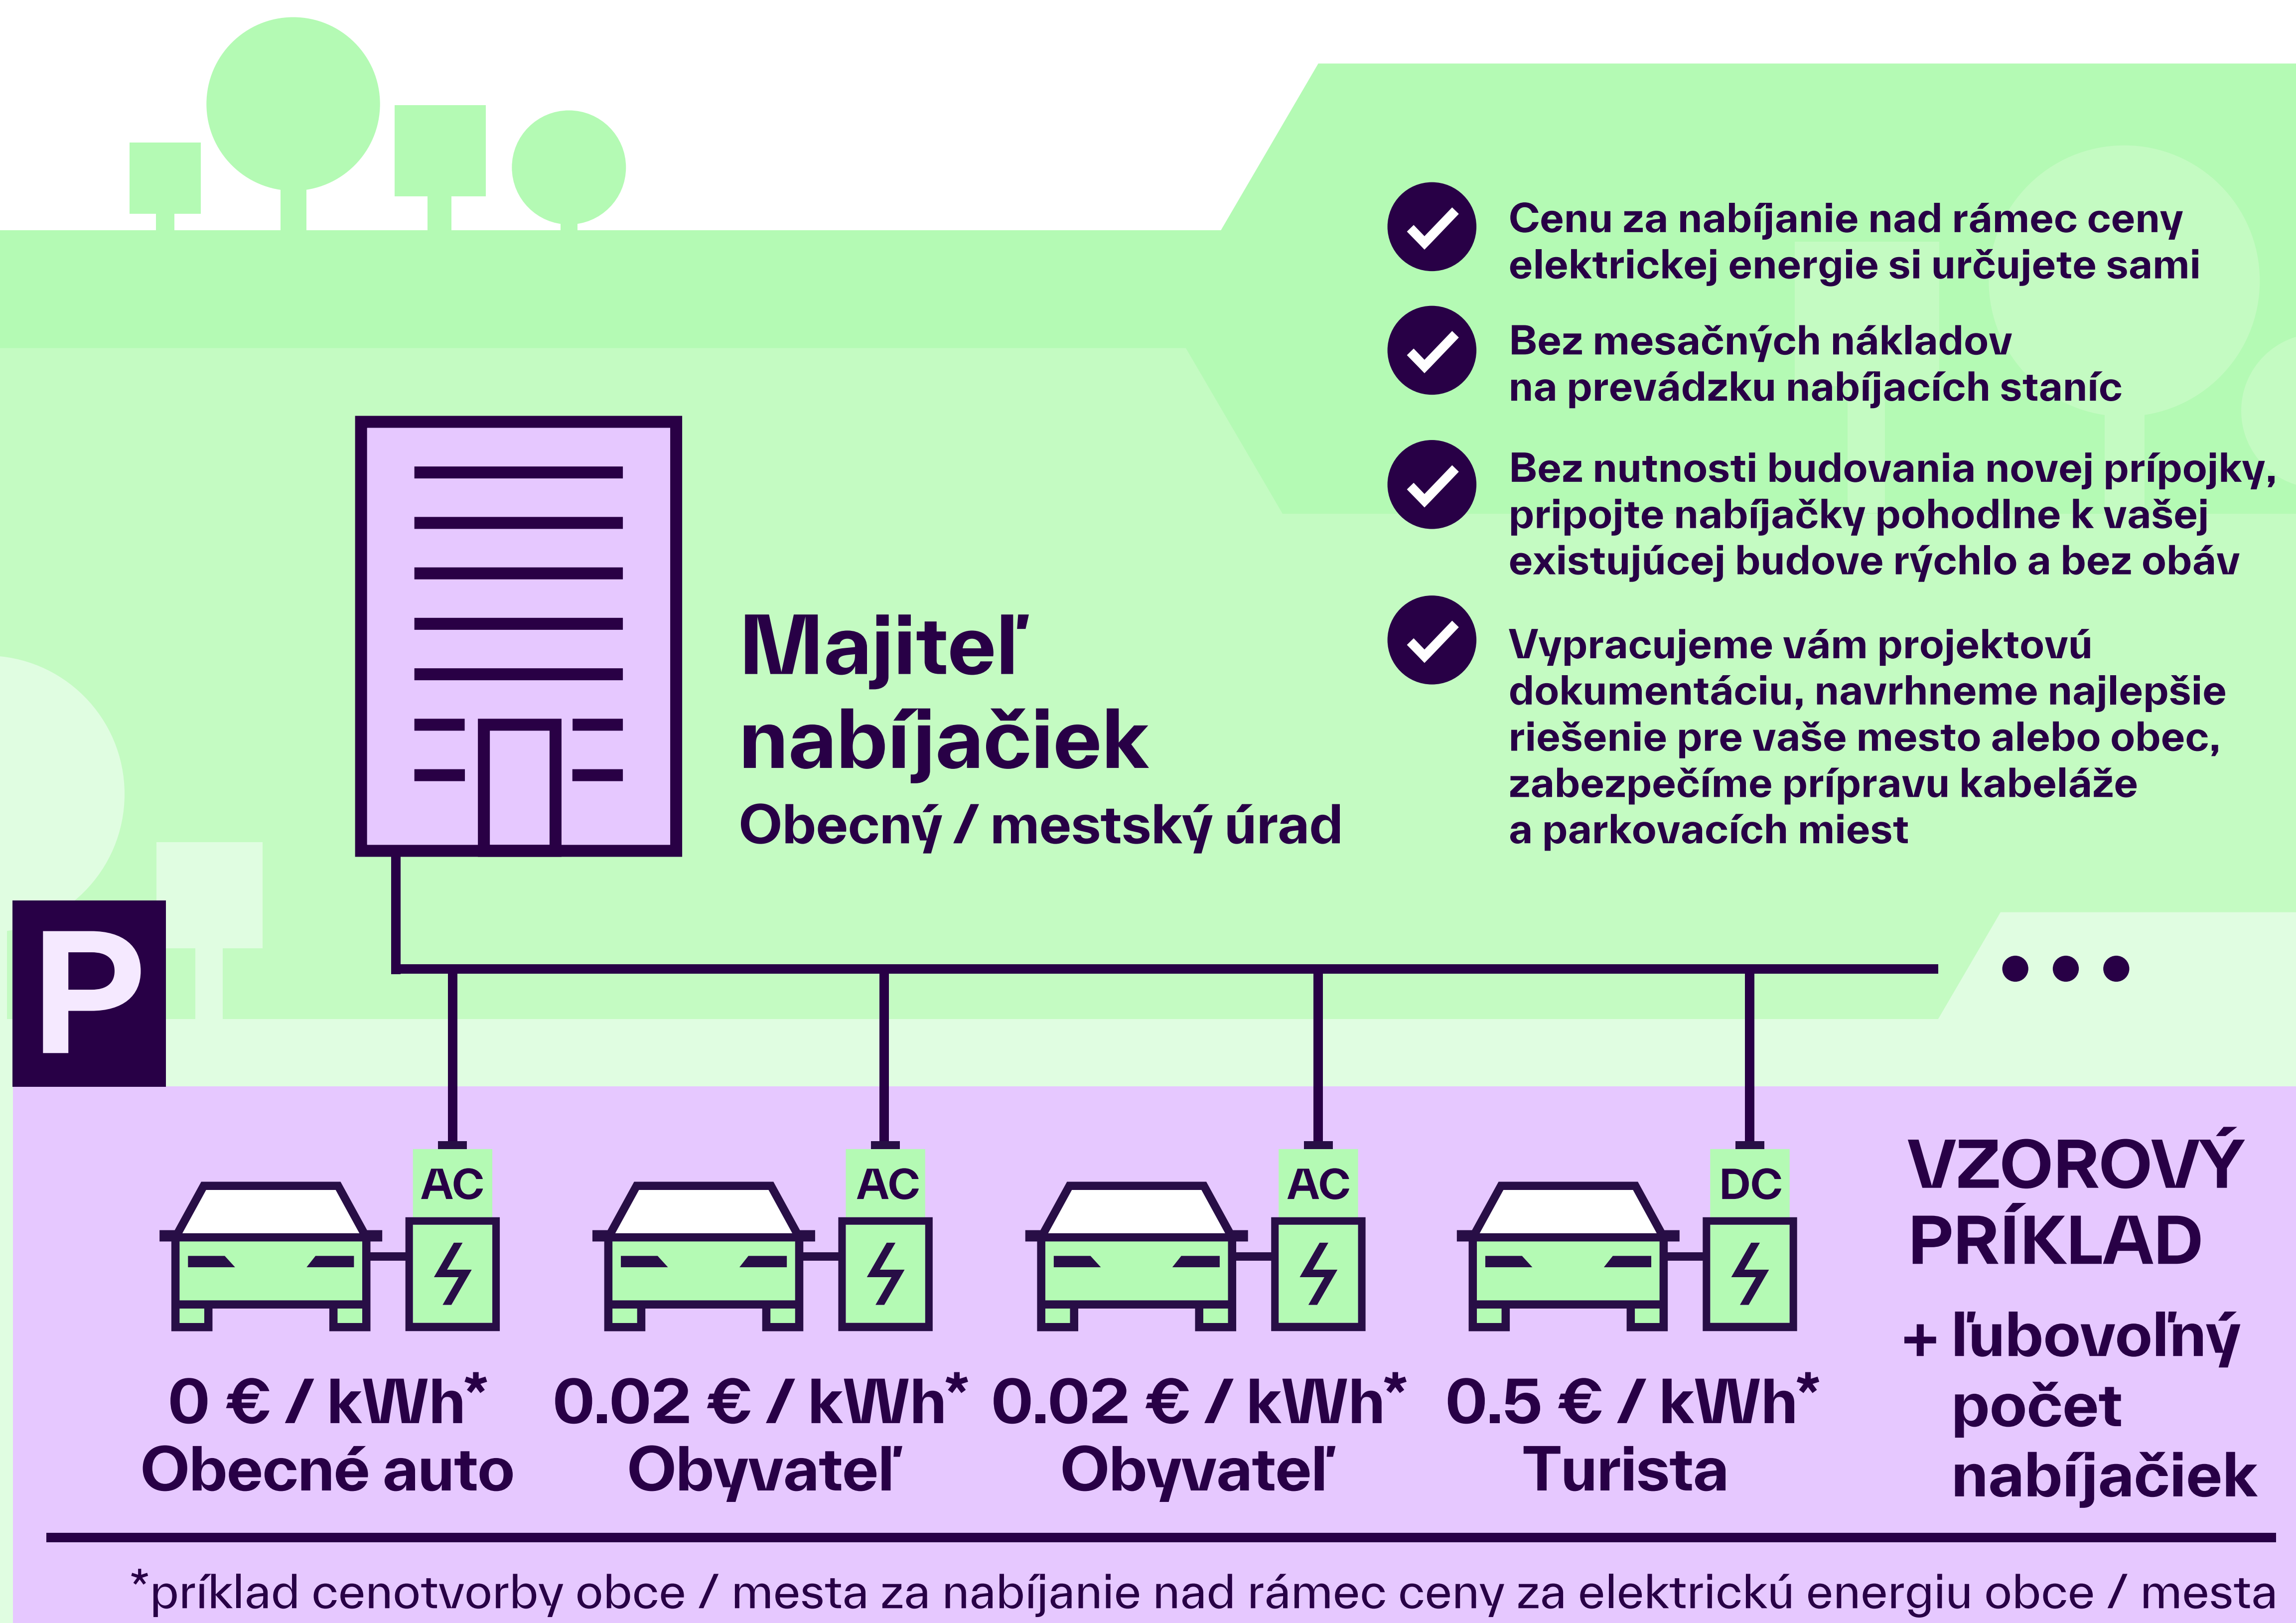 Cenu za nabíjanie nad rámec ceny
elektrickej energie si určujete sami
Bez mesačných nákladov
na prevádzku nabíjacích staníc
Bez nutnosti budovania novej prípojky,
pripojte nabíjačky pohodlne k vašej
existujúcej budove rýchlo a bez obáv
Vypracujeme vám projektovú
dokumentáciu, navrhneme najlepšie
riešenie pre vaše mesto alebo obec,
zabezpečíme prípravu kabeláže
a parkovacích miest
Majiteľ
nabíjačiek
Obecný / mestský úrad
P
AC
AC
AC
DC
0 € / kWh*
Obecné auto
0.02 € / kWh*
Obyvateľ
0.02 € / kWh*
Obyvateľ
0.5 € / kWh*
Turista
VZOROVÝ
PRÍKLAD
+ ľubovoľný
počet
nabíjačiek
*príklad cenotvorby obce / mesta za nabíjanie nad rámec ceny za elektrickú energiu obce / mesta